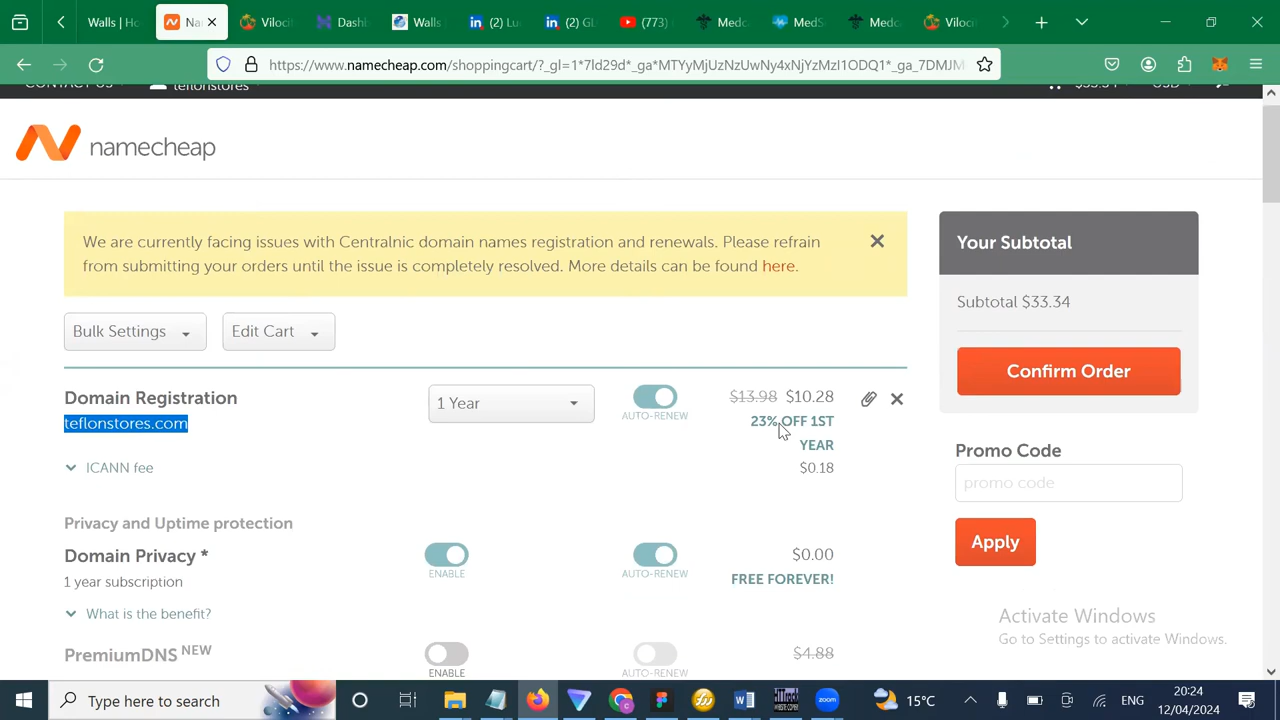 Walls | H
Na
Viloci
Dashl
Walls
(2) Lu
(2) GL
(773)
Medc
MedS
Medc
Viloci
https://www.namecheap.com/shoppingcart/?_gl=1*7ld29d*_ga*MTYyMjUzNzUwNy4xNjYzMzI1ODQ1*_ga_7DMJM
CONTACT US
teflonstores
$33.34
USD
namecheap
We are currently facing issues with Centralnic domain names registration and renewals. Please refrain
from submitting your orders until the issue is completely resolved. More details can be found here.
Your Subtotal
Subtotal $33.34
Confirm Order
Bulk Settings
Edit Cart
Domain Registration
teflonstores.com
1 Year
AUTO-RENEW
$13.98 $10.28
23% OFF 1ST
YEAR
ICANN fee
$0.18
Promo Code
promo code
Apply
Privacy and Uptime protection
Domain Privacy *
1 year subscription
ENABLE
AUTO-RENEW
$0.00
FREE FOREVER!
What is the benefit?
PremiumDNS NEW
ENABLE
AUTO-RENEW
$4.88
Activate Windows
Go to Settings to activate Windows.
Type here to search
15°C
ENG
20:24
12/04/2024